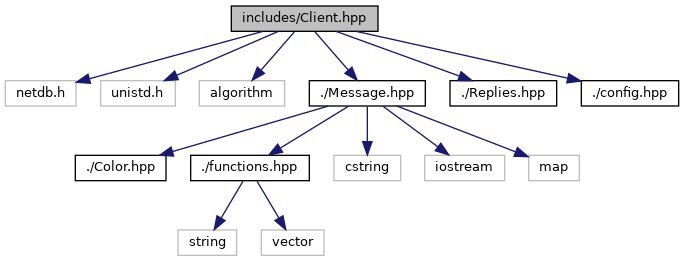 includes/Client.hpp
netdb.h
unistd.h
algorithm
./Message.hpp
./Replies.hpp
./config.hpp
./Color.hpp
./functions.hpp
cstring
iostream
map
string
vector